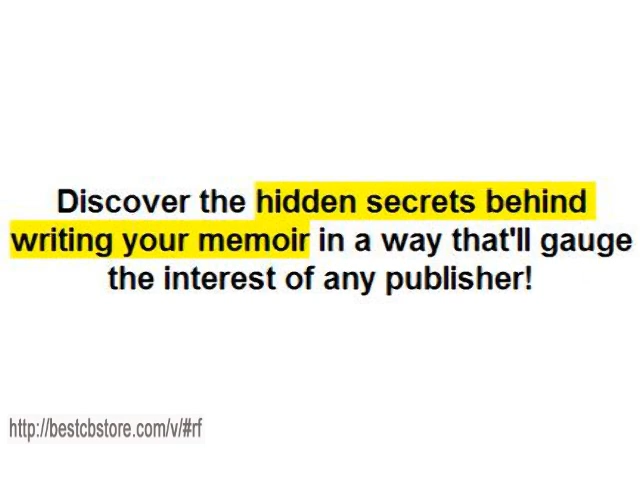 Discover the hidden secrets behind
writing your memoir in a way that'll gauge
the interest of any publisher!
http://bestcbstore.com/v/#rf